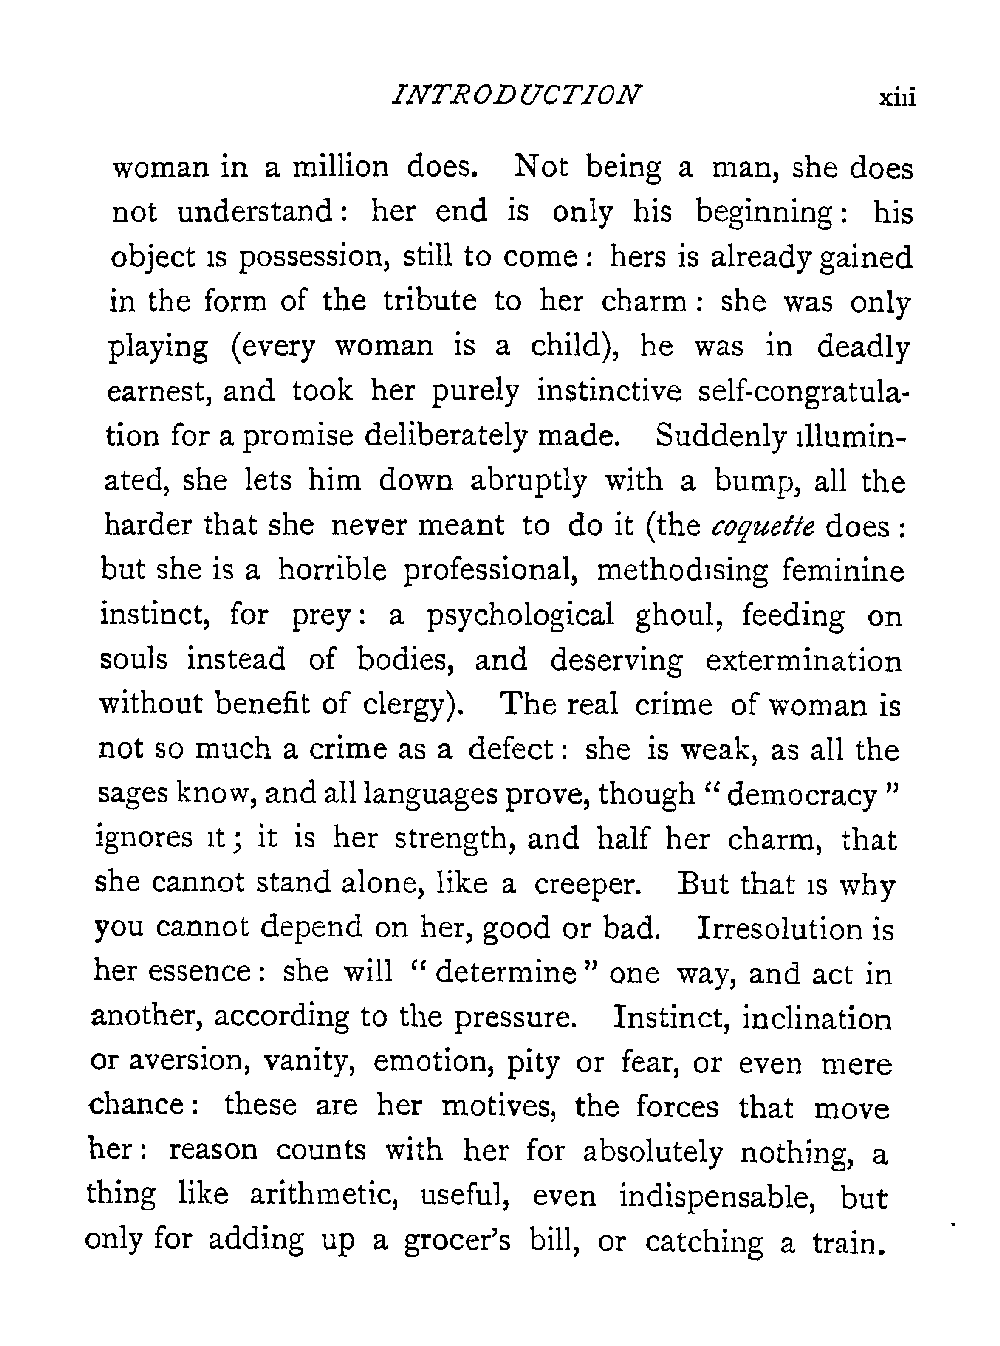 INTRODUCTION xiii
woman in a million does. Not being a man, she does
not understand: her end is only his beginning: his
object is possession, still to come: hers is already gained
in the form of the tribute to her charm: she was only
playing (every woman is a child), he was in deadly
earnest, and took her purely instinctive self-congratula-
tion for a promise deliberately made. Suddenly illumin-
ated, she lets him down abruptly with a bump, all the
harder that she never meant to do it (the coquette does:
but she is a horrible professional, methodising feminine
instinct, for prey: a psychological ghoul, feeding on
souls instead of bodies, and deserving extermination
without benefit of clergy). The real crime of woman is
not so much a crime as a defect: she is weak, as all the
sages know, and all languages prove, though "democracy"
ignores it; it is her strength, and half her charm, that
she cannot stand alone, like a creeper. But that is why
you cannot depend on her, good or bad. Irresolution is
her essence: she will "determine" one way, and act in
another, according to the pressure. Instinct, inclination
or aversion, vanity, emotion, pity or fear, or even mere
chance: these are her motives, the forces that move
her: reason counts with her for absolutely nothing, a
thing like arithmetic, useful, even indispensable, but
only for adding up a grocer's bill, or catching a train.